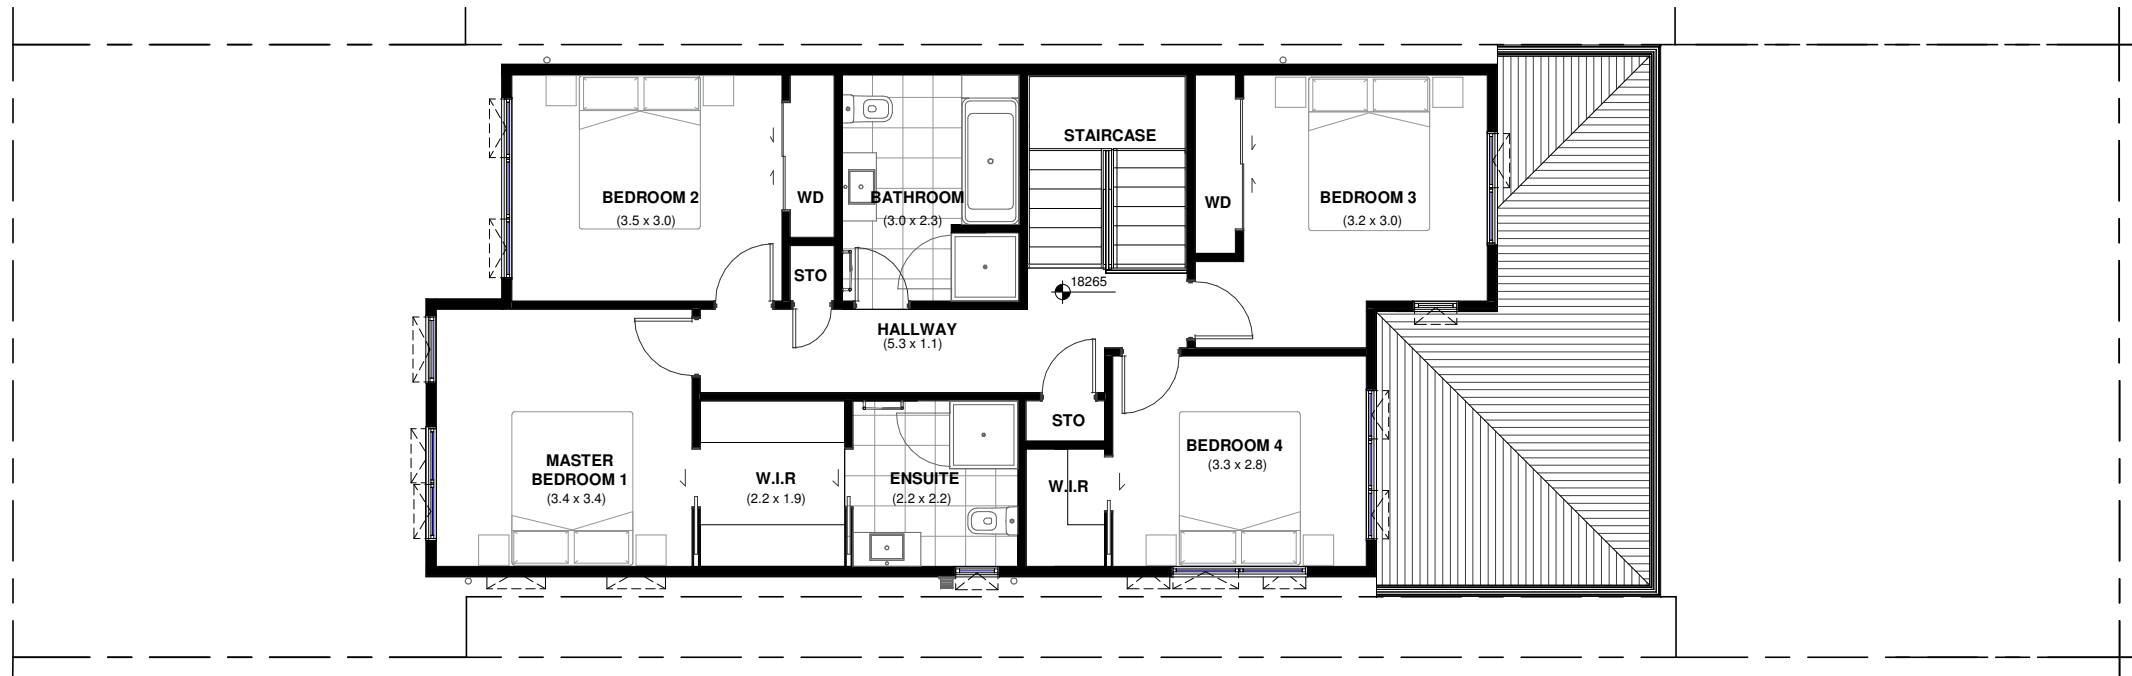 STAIRCASE
BEDROOM 2
(3.5 x 3.0)
WD
BATHROOM
(3.0 x 2.3)
WD
BEDROOM 3
(3.2 x 3.0)
STO
18265
HALLWAY
(5.3 x 1.1)
STO
MASTER
BEDROOM 1
(3.4 x 3.4)
W.I.R
(2.2 x 1.9)
ENSUITE
(2.2 x 2.2)
W.I.R
BEDROOM 4
(3.3 x 2.8)